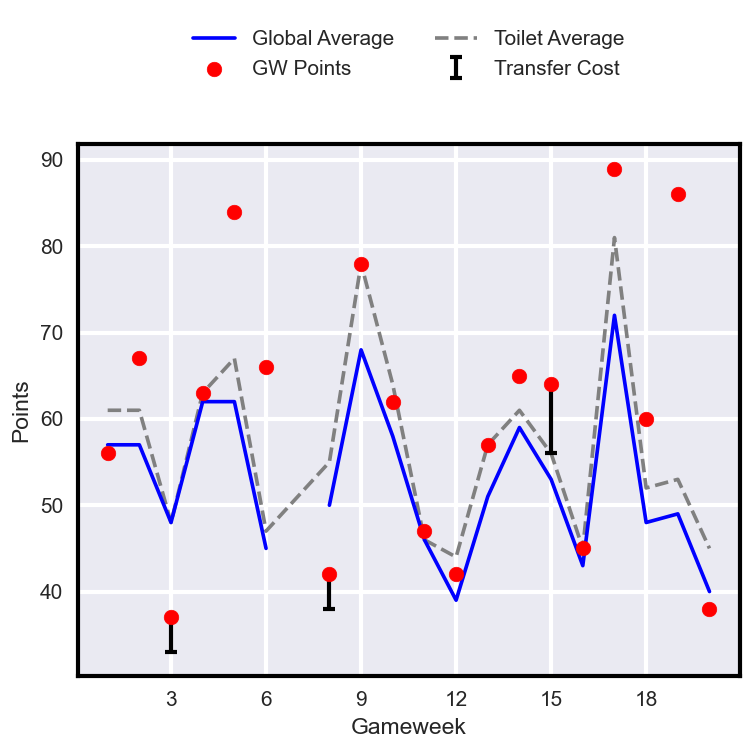 Global Average
GW Points
Toilet Average
Transfer Cost
90
80
70
60
50
40
Points
3 6 9 12 15 18
Gameweek